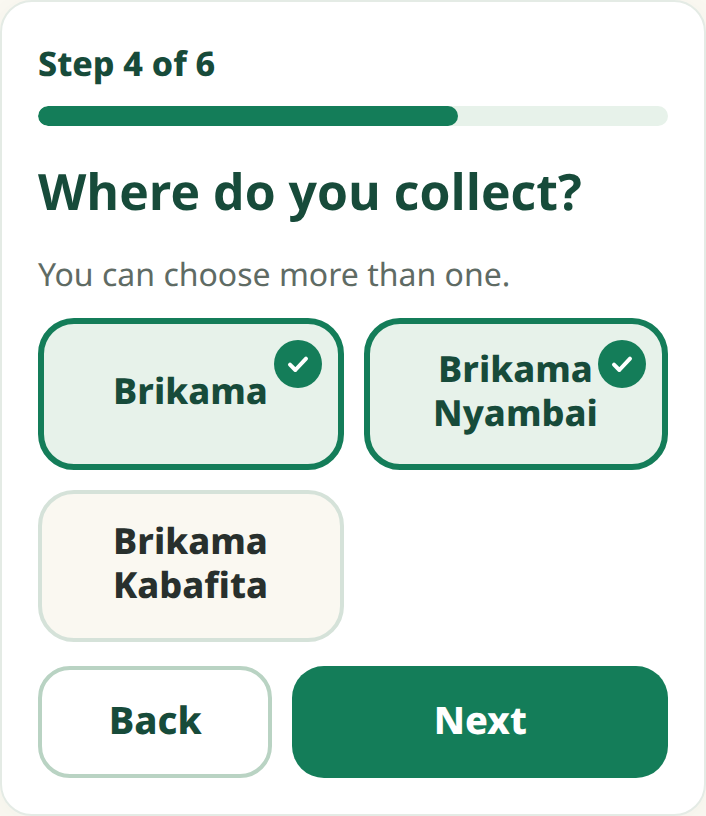 Step 4 of 6
Where do you collect?
You can choose more than one.
Brikama
Brikama
Nyambai
Brikama
Kabafita
Back
Next